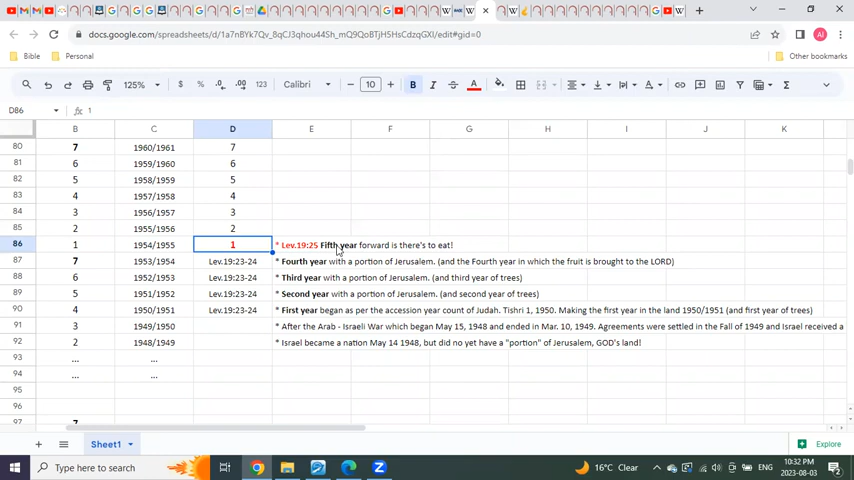 docs.google.com/spreadsheets/d/1a7nBYk7Qv_8qCJ3qhou44Sh_mQ9QoBTjH5HsCdzqGXI/edit#gid=0
Bible Personal Other bookmarks
125% $ % .0 .00 123 Calibri 10 B I A
D86 fx 1
B C D E F G H I J K
80 7 1960/1961 7
81 6 1959/1960 6
82 5 1958/1959 5
83 4 1957/1958 4
84 3 1956/1957 3
85 2 1955/1956 2
86 1 1954/1955 1 * Lev.19:25 Fifth year forward is there's to eat!
87 7 1953/1954 Lev.19:23-24 * Fourth year with a portion of Jerusalem. (and the Fourth year in which the fruit is brought to the LORD)
88 6 1952/1953 Lev.19:23-24 * Third year with a portion of Jerusalem. (and third year of trees)
89 5 1951/1952 Lev.19:23-24 * Second year with a portion of Jerusalem. (and second year of trees)
90 4 1950/1951 Lev.19:23-24 * First year began as per the accession year count of Judah. Tishri 1, 1950. Making the first year in the land 1950/1951 (and first year of trees)
91 3 1949/1950 * After the Arab - Israeli War which began May 15, 1948 and ended in Mar. 10, 1949. Agreements were settled in the Fall of 1949 and Israel received a
92 2 1948/1949 * Israel became a nation May 14 1948, but did no yet have a "portion" of Jerusalem, GOD's land!
93 ... ...
94 ... ...
95
96
97 7
Sheet1 Explore
Type here to search 16°C Clear ENG 10:32 PM
2023-08-03